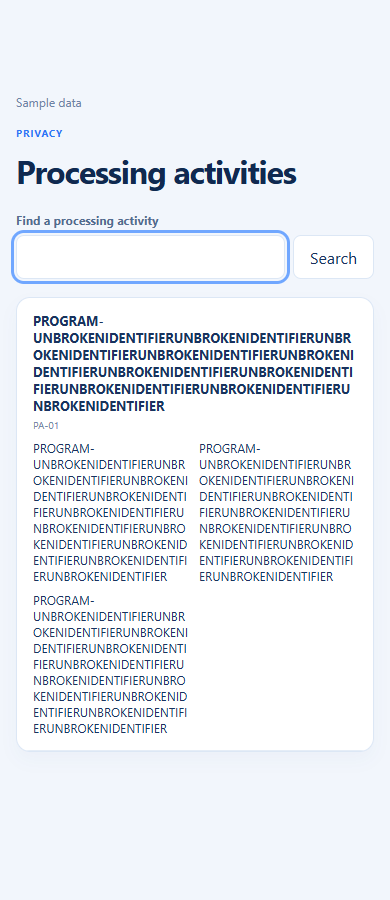 Sample data
PRIVACY
Processing activities
Find a processing activity
Search
PROGRAM-
UNBROKENIDENTIFIERUNBROKENIDENTIFIERUNBR
OKENIDENTIFIERUNBROKENIDENTIFIERUNBROKENI
DENTIFIERUNBROKENIDENTIFIERUNBROKENIDENTI
FIERUNBROKENIDENTIFIERUNBROKENIDENTIFIERU
NBROKENIDENTIFIER
PA-01
PROGRAM-
UNBROKENIDENTIFIERUNBR
OKENIDENTIFIERUNBROKENI
DENTIFIERUNBROKENIDENTI
FIERUNBROKENIDENTIFIERU
NBROKENIDENTIFIERUNBRO
KENIDENTIFIERUNBROKENID
ENTIFIERUNBROKENIDENTIFI
ERUNBROKENIDENTIFIER
PROGRAM-
UNBROKENIDENTIFIERUNBR
OKENIDENTIFIERUNBROKENI
DENTIFIERUNBROKENIDENTI
FIERUNBROKENIDENTIFIERU
NBROKENIDENTIFIERUNBRO
KENIDENTIFIERUNBROKENID
ENTIFIERUNBROKENIDENTIFI
ERUNBROKENIDENTIFIER
PROGRAM-
UNBROKENIDENTIFIERUNBR
OKENIDENTIFIERUNBROKENI
DENTIFIERUNBROKENIDENTI
FIERUNBROKENIDENTIFIERU
NBROKENIDENTIFIERUNBRO
KENIDENTIFIERUNBROKENID
ENTIFIERUNBROKENIDENTIFI
ERUNBROKENIDENTIFIER